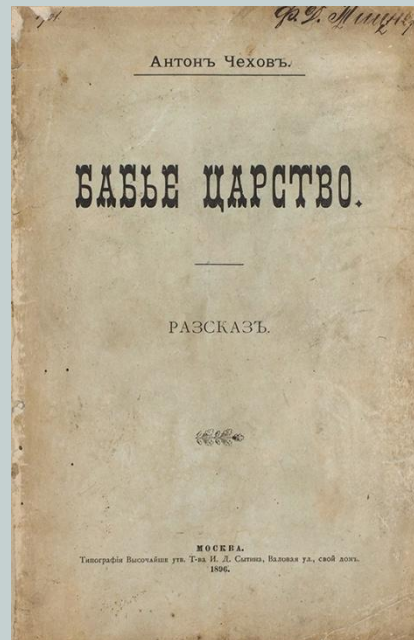 Антонъ Чеховъ.
БАБЬЕ ЦАРСТВО.
РАЗСКАЗЪ.
МОСКВА.
Типографія Высочайше утв. Т-ва И. Д. Сытина, Валовая ул., свой домъ.
1896.